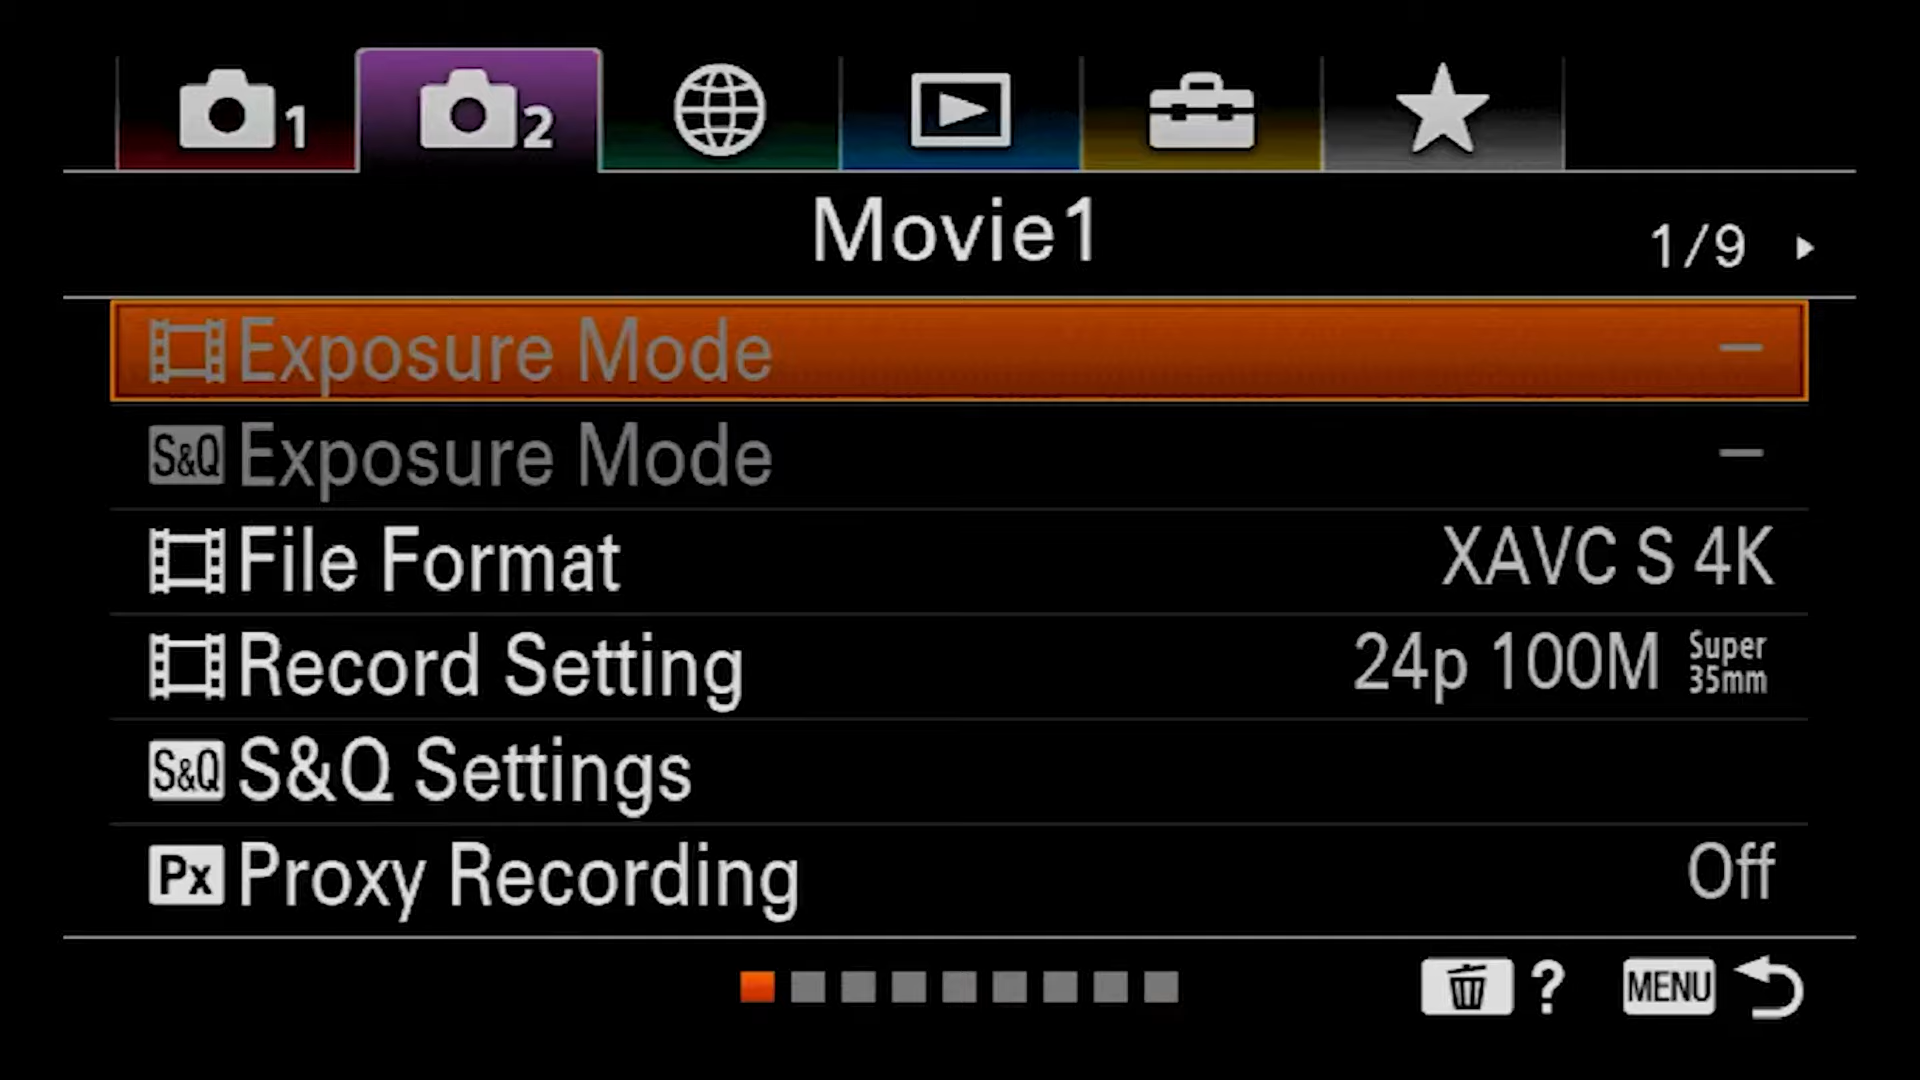 1
2
Movie1
1/9
Exposure Mode –
S&Q Exposure Mode –
File Format XAVC S 4K
Record Setting 24p 100M Super 35mm
S&Q S&Q Settings
Px Proxy Recording Off
? MENU